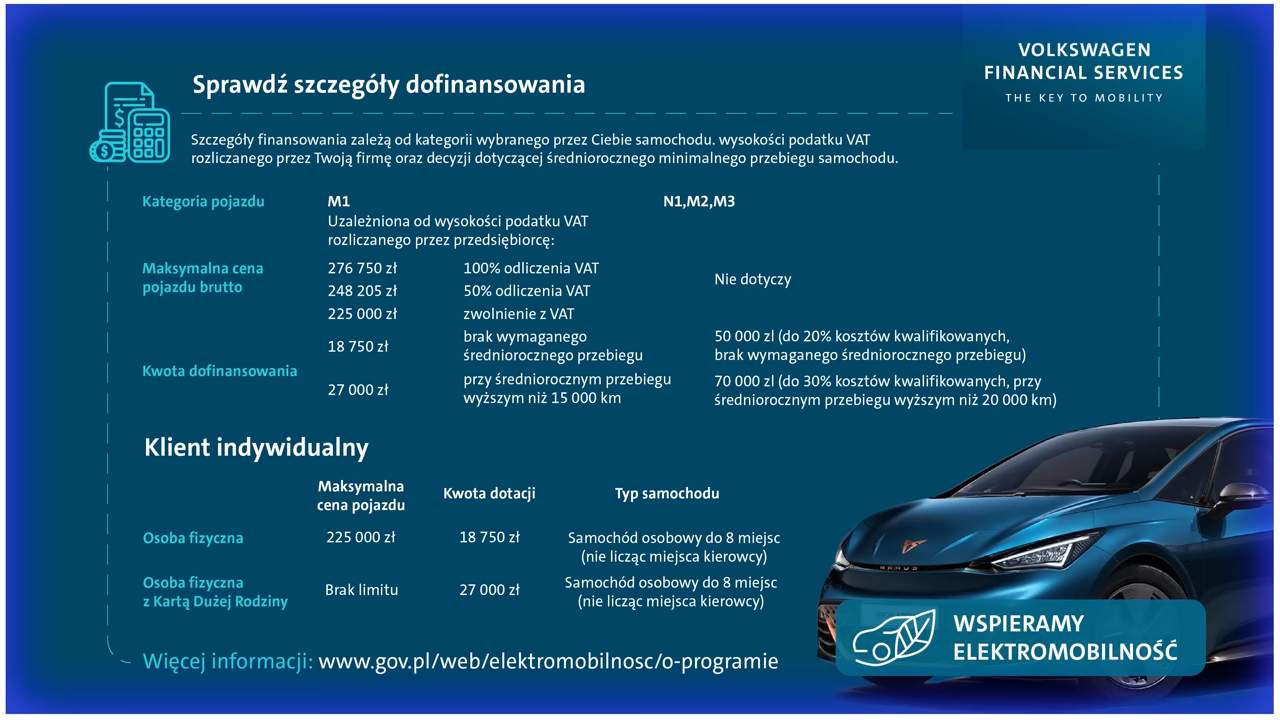 VOLKSWAGEN
FINANCIAL SERVICES
THE KEY TO MOBILITY
Sprawdź szczegóły dofinansowania
Szczegóły finansowania zależą od kategorii wybranego przez Ciebie samochodu. wysokości podatku VAT
rozliczanego przez Twoją firmę oraz decyzji dotyczącej średniorocznego minimalnego przebiegu samochodu.
Kategoria pojazdu M1 N1,M2,M3
Uzależniona od wysokości podatku VAT
rozliczanego przez przedsiębiorcę:
Maksymalna cena
pojazdu brutto
276 750 zł 100% odliczenia VAT
248 205 zł 50% odliczenia VAT
225 000 zł zwolnienie z VAT
Nie dotyczy
Kwota dofinansowania
18 750 zł
brak wymaganego
średniorocznego przebiegu
50 000 zl (do 20% kosztów kwalifikowanych,
brak wymaganego średniorocznego przebiegu)
27 000 zł
przy średniorocznym przebiegu
wyższym niż 15 000 km
70 000 zl (do 30% kosztów kwalifikowanych, przy
średniorocznym przebiegu wyższym niż 20 000 km)
Klient indywidualny
Maksymalna
cena pojazdu
Kwota dotacji
Typ samochodu
Osoba fizyczna
225 000 zł
18 750 zł
Samochód osobowy do 8 miejsc
(nie licząc miejsca kierowcy)
Osoba fizyczna
z Kartą Dużej Rodziny
Brak limitu
27 000 zł
Samochód osobowy do 8 miejsc
(nie licząc miejsca kierowcy)
Więcej informacji: www.gov.pl/web/elektromobilnosc/o-programie
WSPIERAMY
ELEKTROMOBILNOŚĆ